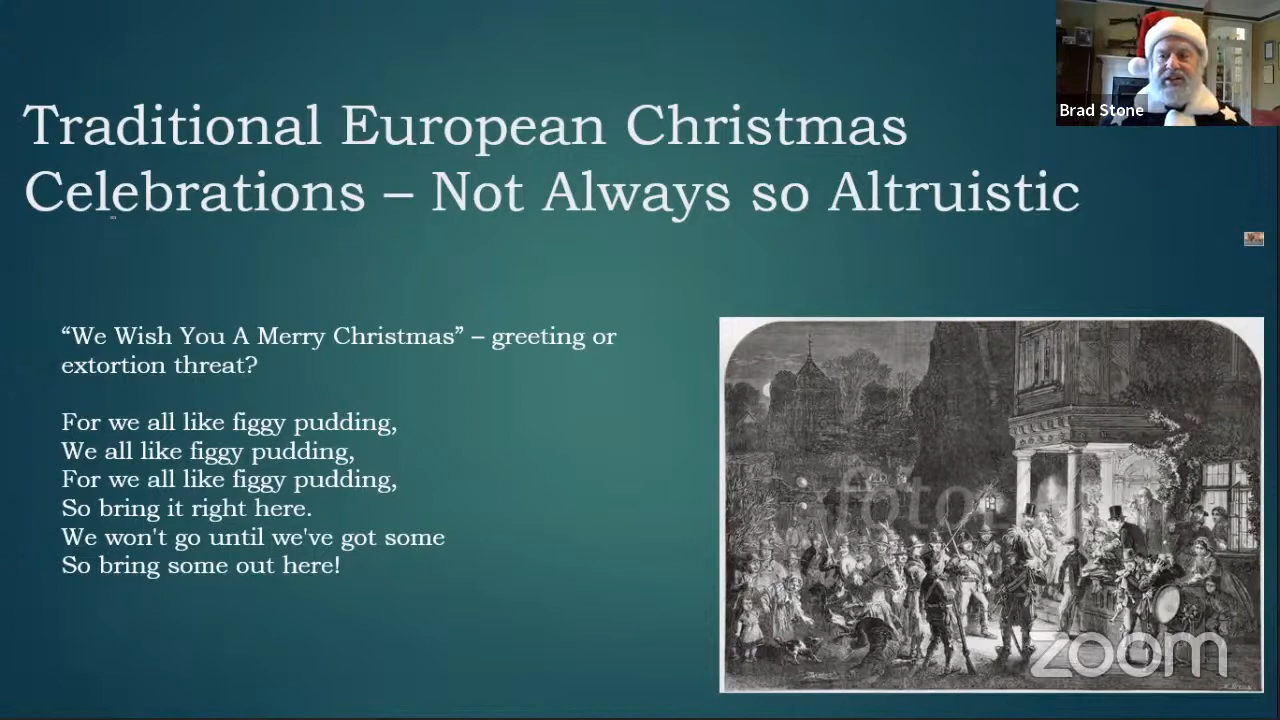 Brad Stone
Traditional European Christmas
Celebrations – Not Always so Altruistic
“We Wish You A Merry Christmas” – greeting or
extortion threat?
For we all like figgy pudding,
We all like figgy pudding,
For we all like figgy pudding,
So bring it right here.
We won't go until we've got some
So bring some out here!
zoom